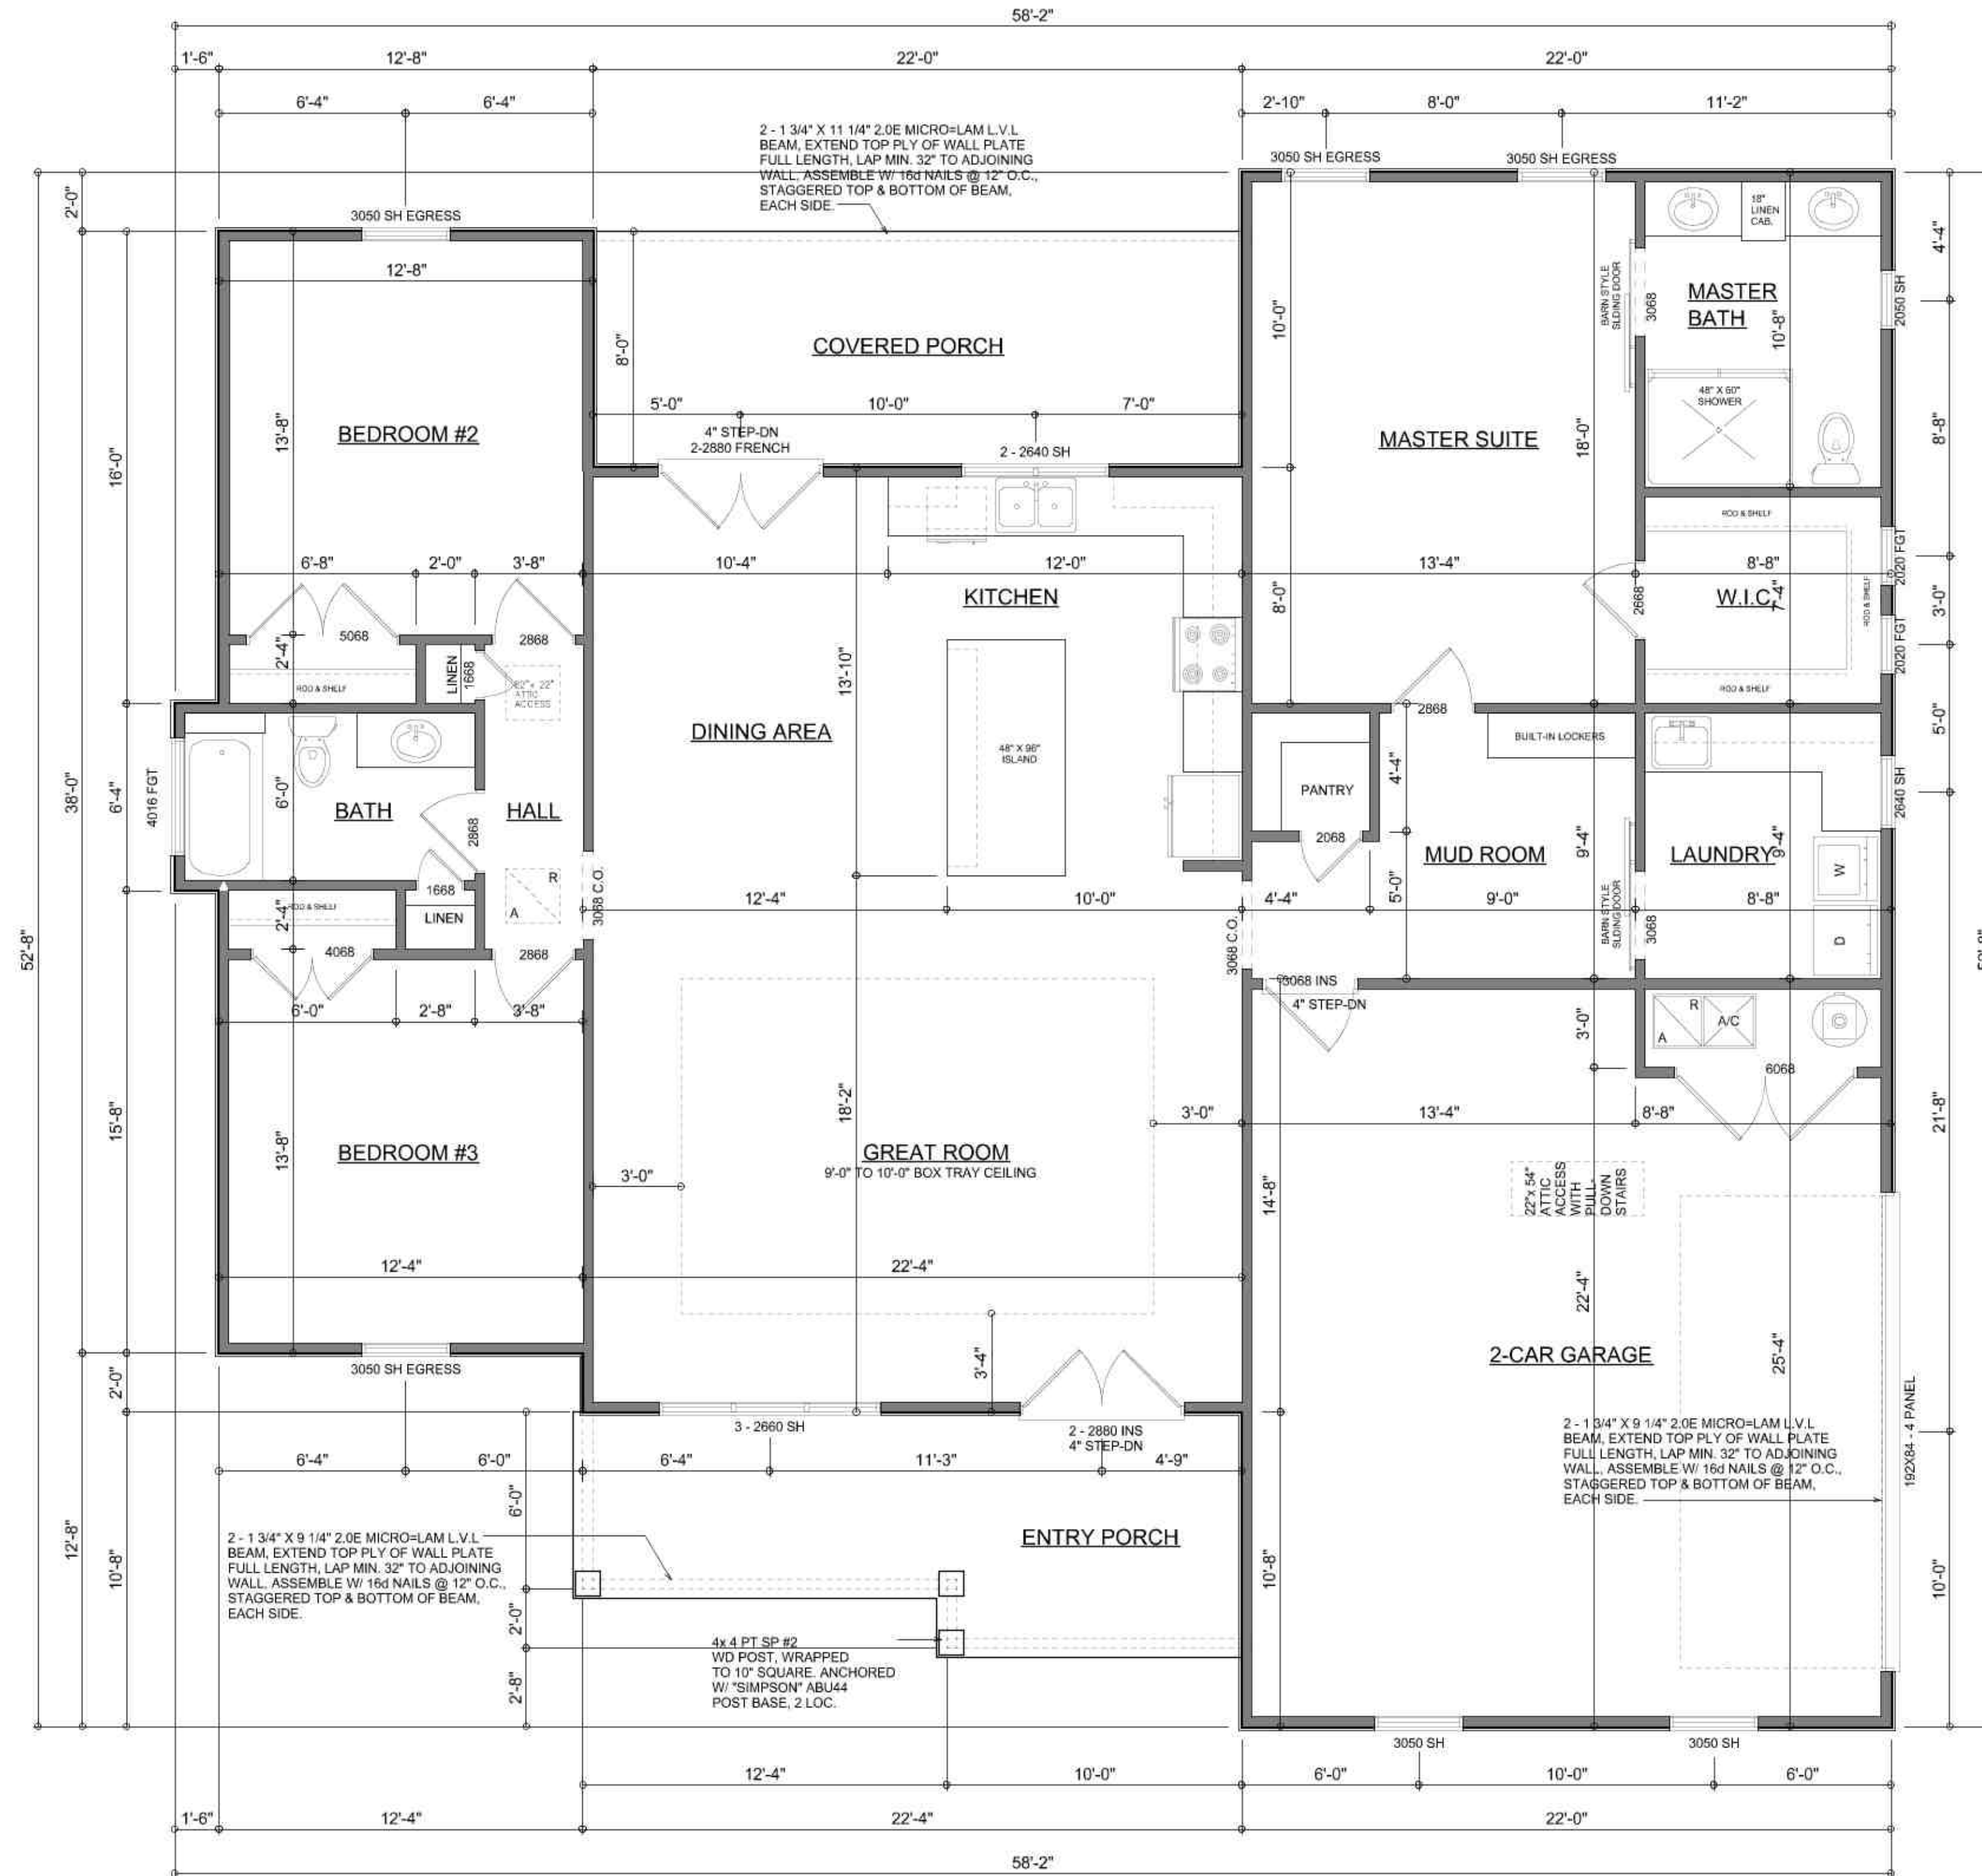 58'-2"
1'-6"
12'-8"
22'-0"
22'-0"
6'-4"
6'-4"
2'-10"
8'-0"
11'-2"
2 - 1 3/4" X 11 1/4" 2.0E MICRO=LAM L.V.L
BEAM, EXTEND TOP PLY OF WALL PLATE
FULL LENGTH, LAP MIN. 32" TO ADJOINING
WALL, ASSEMBLE W/ 16d NAILS @ 12" O.C.,
STAGGERED TOP & BOTTOM OF BEAM,
EACH SIDE.
3050 SH EGRESS
3050 SH EGRESS
2'-0"
3050 SH EGRESS
18"
LINEN
CAB.
4'-4"
12'-8"
BARN STYLE
SLDING DOOR
3068
MASTER
BATH
10'-8"
2050 SH
10'-0"
8'-0"
COVERED PORCH
5'-0"
10'-0"
7'-0"
48" X 60"
SHOWER
13'-8"
BEDROOM #2
4" STEP-DN
2-2880 FRENCH
2 - 2640 SH
MASTER SUITE
18'-0"
8'-8"
16'-0"
ROD & SHELF
6'-8"
2'-0"
3'-8"
10'-4"
12'-0"
13'-4"
8'-8"
2020 FGT
KITCHEN
8'-0"
2668
W.I.C.
7'-4"
ROD & SHELF
3'-0"
5068
2868
2'-4"
LINEN
1668
13'-10"
2020 FGT
ROD & SHELF
22"x 22"
ATTIC
ACCESS
ROD & SHELF
2868
5'-0"
DINING AREA
48" X 96"
ISLAND
BUILT-IN LOCKERS
4'-4"
38'-0"
6'-4"
4016 FGT
6'-0"
BATH
2868
HALL
PANTRY
2640 SH
2068
MUD ROOM
9'-4"
LAUNDRY
9'-4"
W
1668
R
A
3068 C.O.
ROD & SHELF
2'-4"
LINEN
12'-4"
10'-0"
4'-4"
5'-0"
9'-0"
8'-8"
BARN STYLE
SLDING DOOR
3068
D
52'-8"
4068
2868
3068 C.O.
3068 INS
4" STEP-DN
6'-0"
2'-8"
3'-8"
3'-0"
R
A/C
A
6068
15'-8"
18'-2"
3'-0"
13'-4"
8'-8"
21'-8"
13'-8"
BEDROOM #3
GREAT ROOM
9'-0" TO 10'-0" BOX TRAY CEILING
3'-0"
14'-8"
22"x 54"
ATTIC
ACCESS
WITH
PULL-
DOWN
STAIRS
12'-4"
22'-4"
22'-4"
3'-4"
2-CAR GARAGE
25'-4"
3050 SH EGRESS
2'-0"
3 - 2660 SH
2 - 2880 INS
4" STEP-DN
2 - 1 3/4" X 9 1/4" 2.0E MICRO=LAM L.V.L
BEAM, EXTEND TOP PLY OF WALL PLATE
FULL LENGTH, LAP MIN. 32" TO ADJOINING
WALL, ASSEMBLE W/ 16d NAILS @ 12" O.C.,
STAGGERED TOP & BOTTOM OF BEAM,
EACH SIDE.
192X84 - 4 PANEL
6'-4"
6'-0"
6'-4"
11'-3"
4'-9"
6'-0"
12'-8"
10'-8"
2 - 1 3/4" X 9 1/4" 2.0E MICRO=LAM L.V.L
BEAM, EXTEND TOP PLY OF WALL PLATE
FULL LENGTH, LAP MIN. 32" TO ADJOINING
WALL, ASSEMBLE W/ 16d NAILS @ 12" O.C.,
STAGGERED TOP & BOTTOM OF BEAM,
EACH SIDE.
ENTRY PORCH
10'-8"
10'-0"
2'-0"
4x 4 PT SP #2
WD POST, WRAPPED
TO 10" SQUARE. ANCHORED
W/ "SIMPSON" ABU44
POST BASE, 2 LOC.
2'-8"
3050 SH
3050 SH
12'-4"
10'-0"
6'-0"
10'-0"
6'-0"
1'-6"
12'-4"
22'-4"
22'-0"
58'-2"